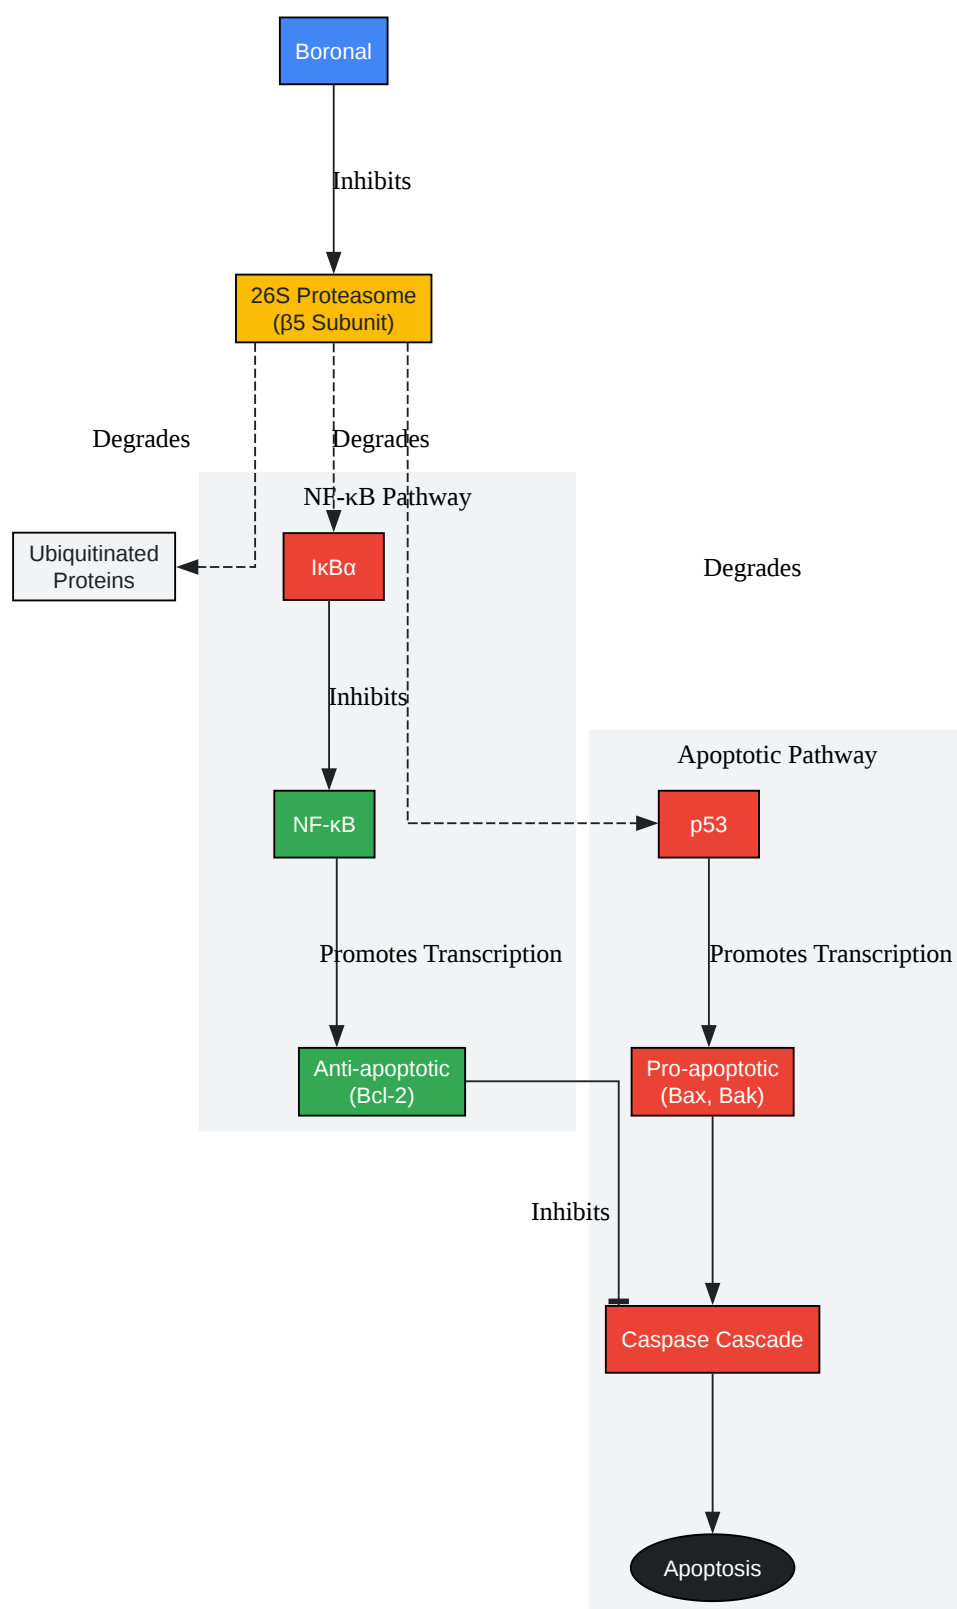 Boronal
Inhibits
26S Proteasome
(β5 Subunit)
Degrades
Degrades
NF-κB Pathway
Ubiquitinated
Proteins
IκBα
Degrades
Inhibits
Apoptotic Pathway
NF-κB
p53
Promotes Transcription
Promotes Transcription
Anti-apoptotic
(Bcl-2)
Pro-apoptotic
(Bax, Bak)
Inhibits
Caspase Cascade
Apoptosis